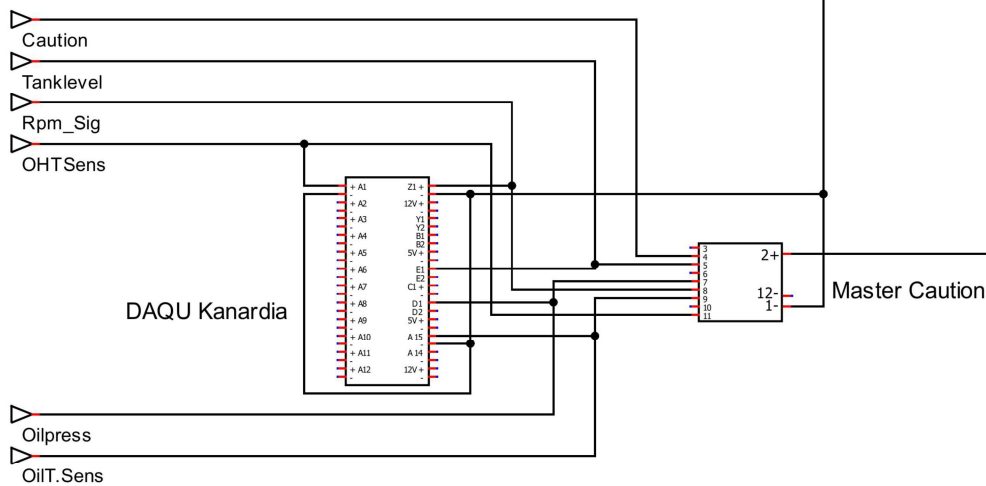 Caution
Tanklevel
Rpm_Sig
OHTSens
DAQU Kanardia
+ A1
-
+ A2
-
+ A3
-
+ A4
-
+ A5
-
+ A6
-
+ A7
-
+ A8
-
+ A9
-
+ A10
-
+ A11
-
+ A12
-
Z1 +
-
12V +
-
Y1
Y2
B1
B2
5V +
-
E1
E2
C1 +
-
D1
D2
5V +
-
A 15
-
A 14
-
12V +
-
3
4
5
6
7
8
9
10
11
2+
12-
1-
Master Caution
Oilpress
OilT.Sens